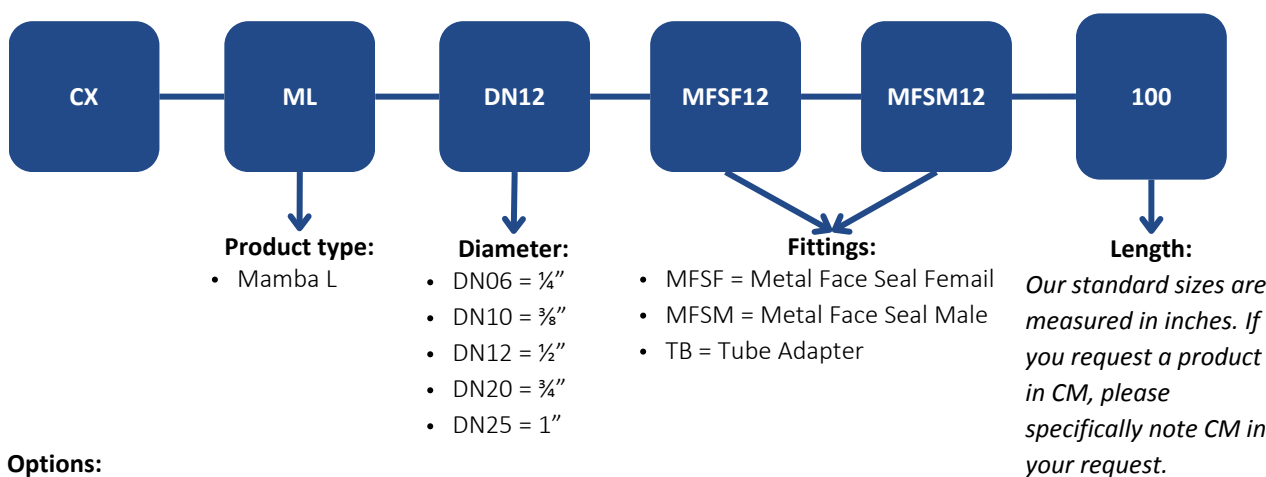 CX
ML
DN12
MFSF12
MFSM12
100
Product type:
• Mamba L
Diameter:
• DN06 = ¼”
• DN10 = ⅜”
• DN12 = ½”
• DN20 = ¾”
• DN25 = 1”
Fittings:
• MFSF = Metal Face Seal Femail
• MFSM = Metal Face Seal Male
• TB = Tube Adapter
Length:
Our standard sizes are
measured in inches. If
you request a product
in CM, please
specifically note CM in
your request.
Options: